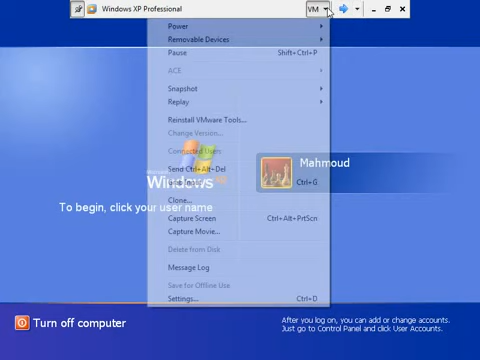 Windows XP Professional
VM
Power
Removable Devices
Pause Shift+Ctrl+P
ACE
Snapshot
Replay
Reinstall VMware Tools...
Change Version...
Connected Users
Send Ctrl+Alt+Del
Ctrl+G
Clone...
Capture Screen Ctrl+Alt+PrtScn
Capture Movie...
Delete from Disk
Message Log
Save for Offline Use
Settings... Ctrl+D
Windows
To begin, click your user name
Mahmoud
Turn off computer
After you log on, you can add or change accounts.
Just go to Control Panel and click User Accounts.